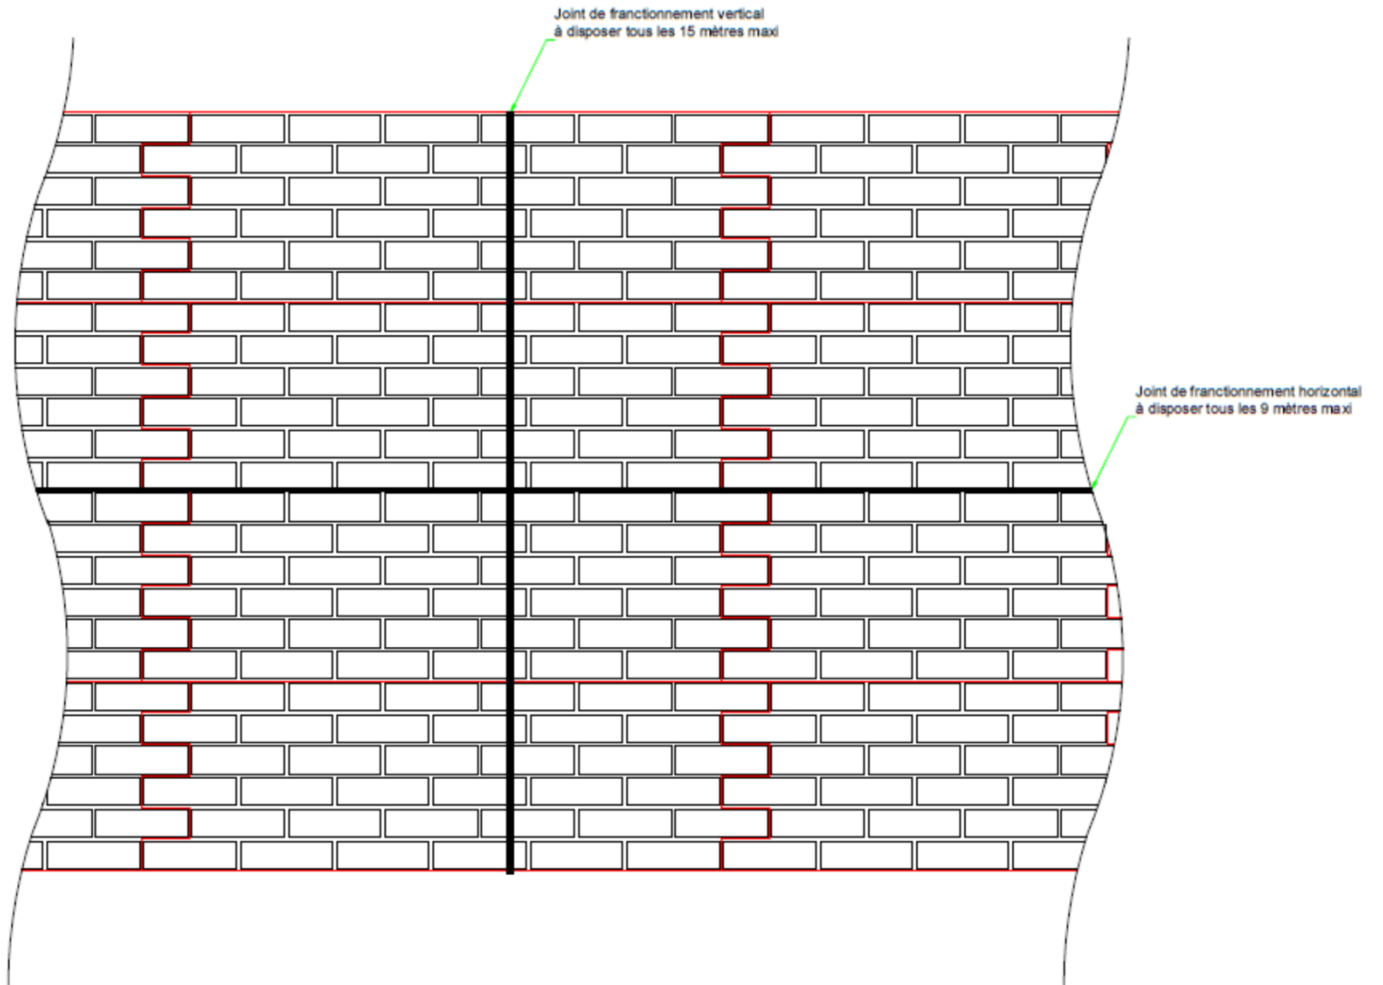 Joint de franctionnement vertical
à disposer tous les 15 mètres maxi
Joint de franctionnement horizontal
à disposer tous les 9 mètres maxi